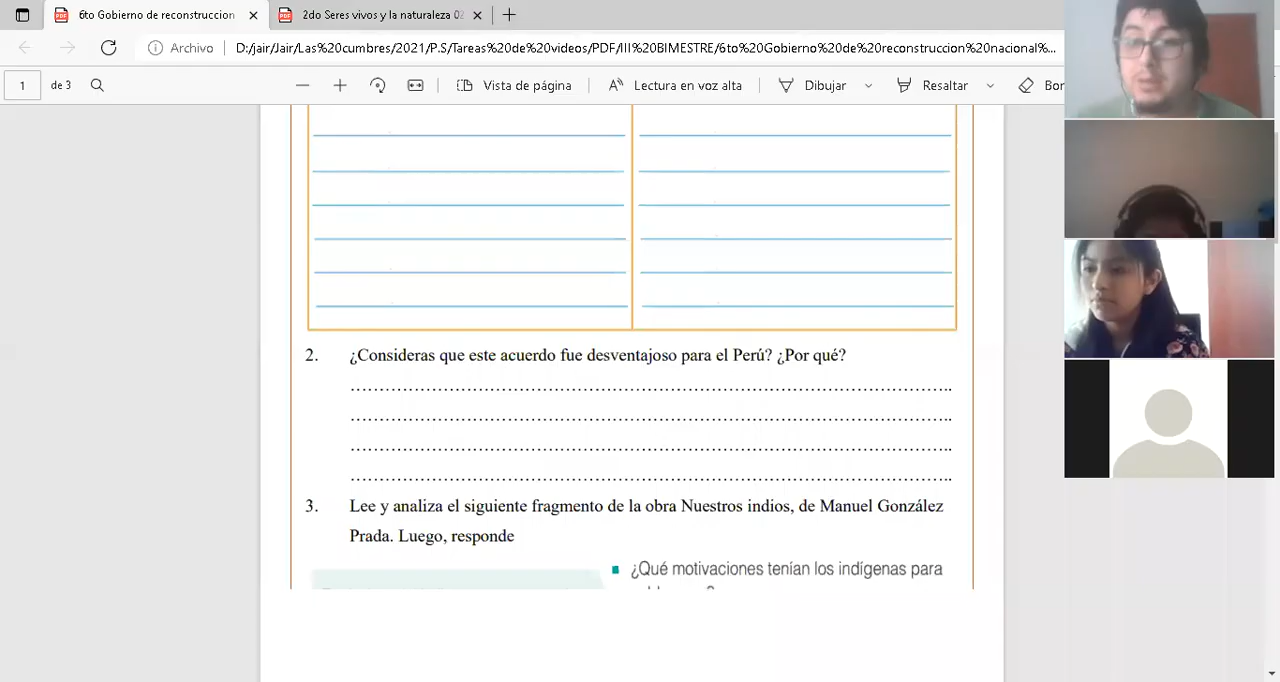 6to Gobierno de reconstruccion
2do Seres vivos y la naturaleza 02
Archivo
D:/jair/Jair/Las%20cumbres/2021/P.S/Tareas%20de%20videos/PDF/III%20BIMESTRE/6to%20Gobierno%20de%20reconstruccion%20nacional%...
1 de 3
Vista de página
Lectura en voz alta
Dibujar
Resaltar
Bor
2. ¿Consideras que este acuerdo fue desventajoso para el Perú? ¿Por qué?
3. Lee y analiza el siguiente fragmento de la obra Nuestros indios, de Manuel González
Prada. Luego, responde
¿Qué motivaciones tenían los indígenas para